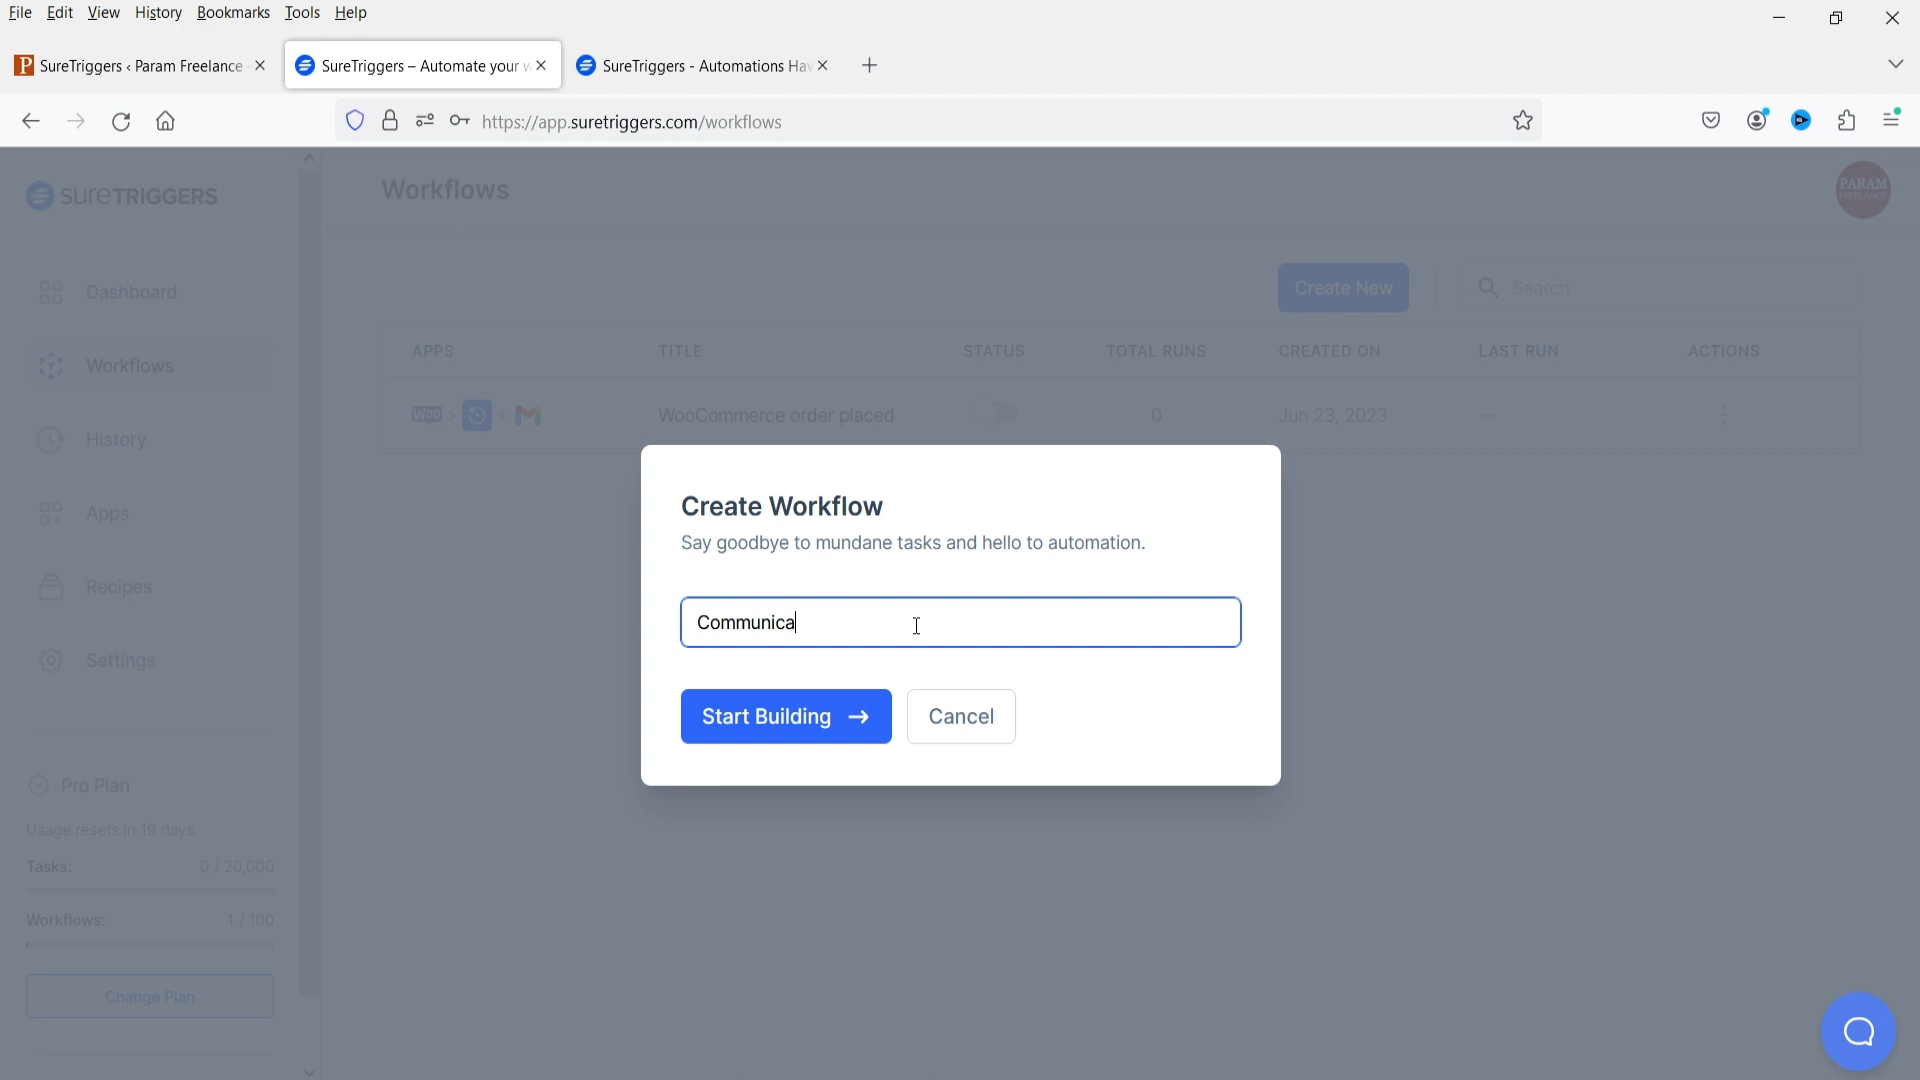 File Edit View History Bookmarks Tools Help
SureTriggers ‹ Param Freelance -
SureTriggers – Automate your w
SureTriggers - Automations Hav
https://app.suretriggers.com/workflows
SureTRIGGERS
Workflows
PARAM
FREELANCE
Dashboard
Workflows
History
Apps
Recipes
Settings
Create New
Search
APPS TITLE STATUS TOTAL RUNS CREATED ON LAST RUN ACTIONS
WOO > + WooCommerce order placed 0 Jun 23, 2023 --
Create Workflow
Say goodbye to mundane tasks and hello to automation.
Communica
Start Building →
Cancel
Pro Plan
Usage resets in 19 days.
Tasks: 0 / 20,000
Workflows: 1 / 100
Change Plan